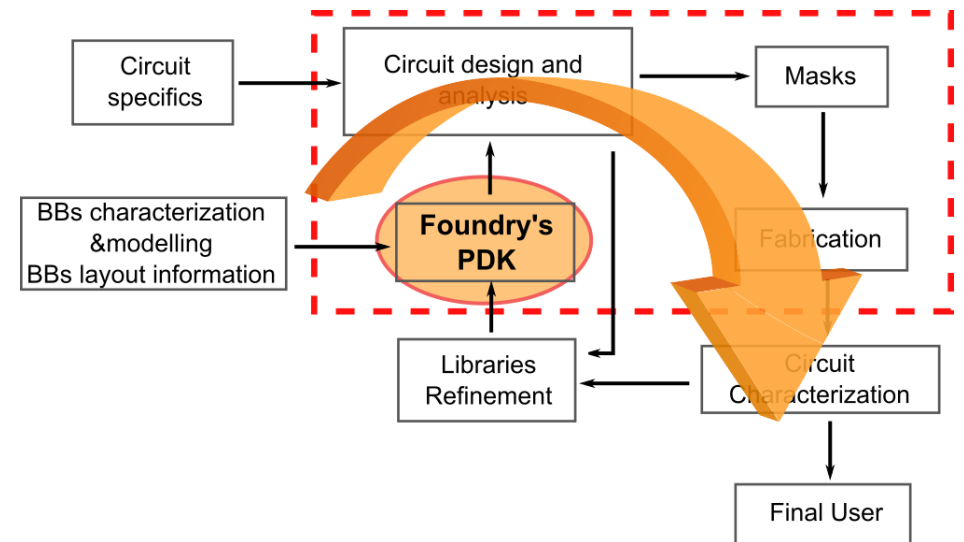 Circuit
specifics
Circuit design and
analysis
Masks
BBs characterization
&modelling
BBs layout information
Foundry's
PDK
Fabrication
Libraries
Refinement
Circuit
Characterization
Final User